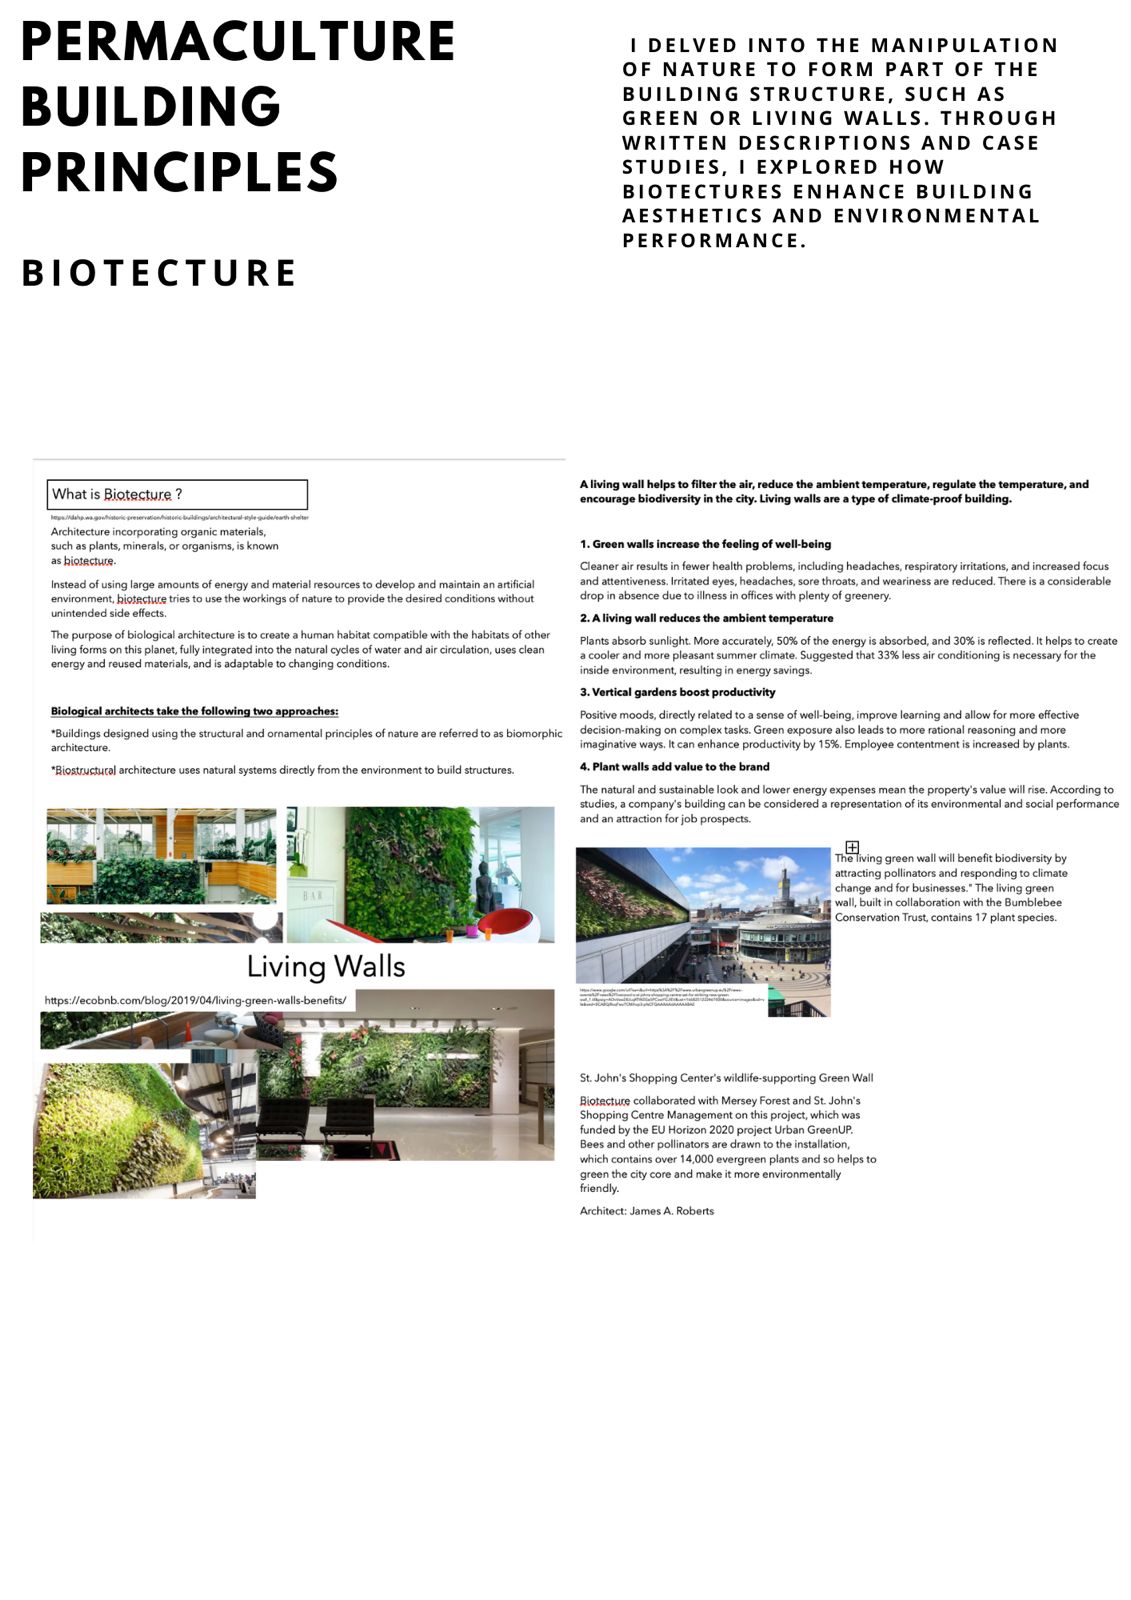 PERMACULTURE
BUILDING
PRINCIPLES
BIOTECTURE
I DELVED INTO THE MANIPULATION
OF NATURE TO FORM PART OF THE
BUILDING STRUCTURE, SUCH AS
GREEN OR LIVING WALLS. THROUGH
WRITTEN DESCRIPTIONS AND CASE
STUDIES, I EXPLORED HOW
BIOTECTURES ENHANCE BUILDING
AESTHETICS AND ENVIRONMENTAL
PERFORMANCE.
What is Biotecture ?
https://dahp.wa.gov/historic-preservation/historic-buildings/architectural-style-guide/earth-shelter
Architecture incorporating organic materials,
such as plants, minerals, or organisms, is known
as biotecture.
Instead of using large amounts of energy and material resources to develop and maintain an artificial
environment, biotecture tries to use the workings of nature to provide the desired conditions without
unintended side effects.
The purpose of biological architecture is to create a human habitat compatible with the habitats of other
living forms on this planet, fully integrated into the natural cycles of water and air circulation, uses clean
energy and reused materials, and is adaptable to changing conditions.
Biological architects take the following two approaches:
*Buildings designed using the structural and ornamental principles of nature are referred to as biomorphic
architecture.
*Biostructural architecture uses natural systems directly from the environment to build structures.
BAR
Living Walls
https://ecobnb.com/blog/2019/04/living-green-walls-benefits/
A living wall helps to filter the air, reduce the ambient temperature, regulate the temperature, and
encourage biodiversity in the city. Living walls are a type of climate-proof building.
1. Green walls increase the feeling of well-being
Cleaner air results in fewer health problems, including headaches, respiratory irritations, and increased focus
and attentiveness. Irritated eyes, headaches, sore throats, and weariness are reduced. There is a considerable
drop in absence due to illness in offices with plenty of greenery.
2. A living wall reduces the ambient temperature
Plants absorb sunlight. More accurately, 50% of the energy is absorbed, and 30% is reflected. It helps to create
a cooler and more pleasant summer climate. Suggested that 33% less air conditioning is necessary for the
inside environment, resulting in energy savings.
3. Vertical gardens boost productivity
Positive moods, directly related to a sense of well-being, improve learning and allow for more effective
decision-making on complex tasks. Green exposure also leads to more rational reasoning and more
imaginative ways. It can enhance productivity by 15%. Employee contentment is increased by plants.
4. Plant walls add value to the brand
The natural and sustainable look and lower energy expenses mean the property's value will rise. According to
studies, a company's building can be considered a representation of its environmental and social performance
and an attraction for job prospects.
The living green wall will benefit biodiversity by
attracting pollinators and responding to climate
change and for businesses." The living green
wall, built in collaboration with the Bumblebee
Conservation Trust, contains 17 plant species.
St. John's Shopping Center's wildlife-supporting Green Wall
Biotecture collaborated with Mersey Forest and St. John's
Shopping Centre Management on this project, which was
funded by the EU Horizon 2020 project Urban GreenUP.
Bees and other pollinators are drawn to the installation,
which contains over 14,000 evergreen plants and so helps to
green the city core and make it more environmentally
friendly.
Architect: James A. Roberts